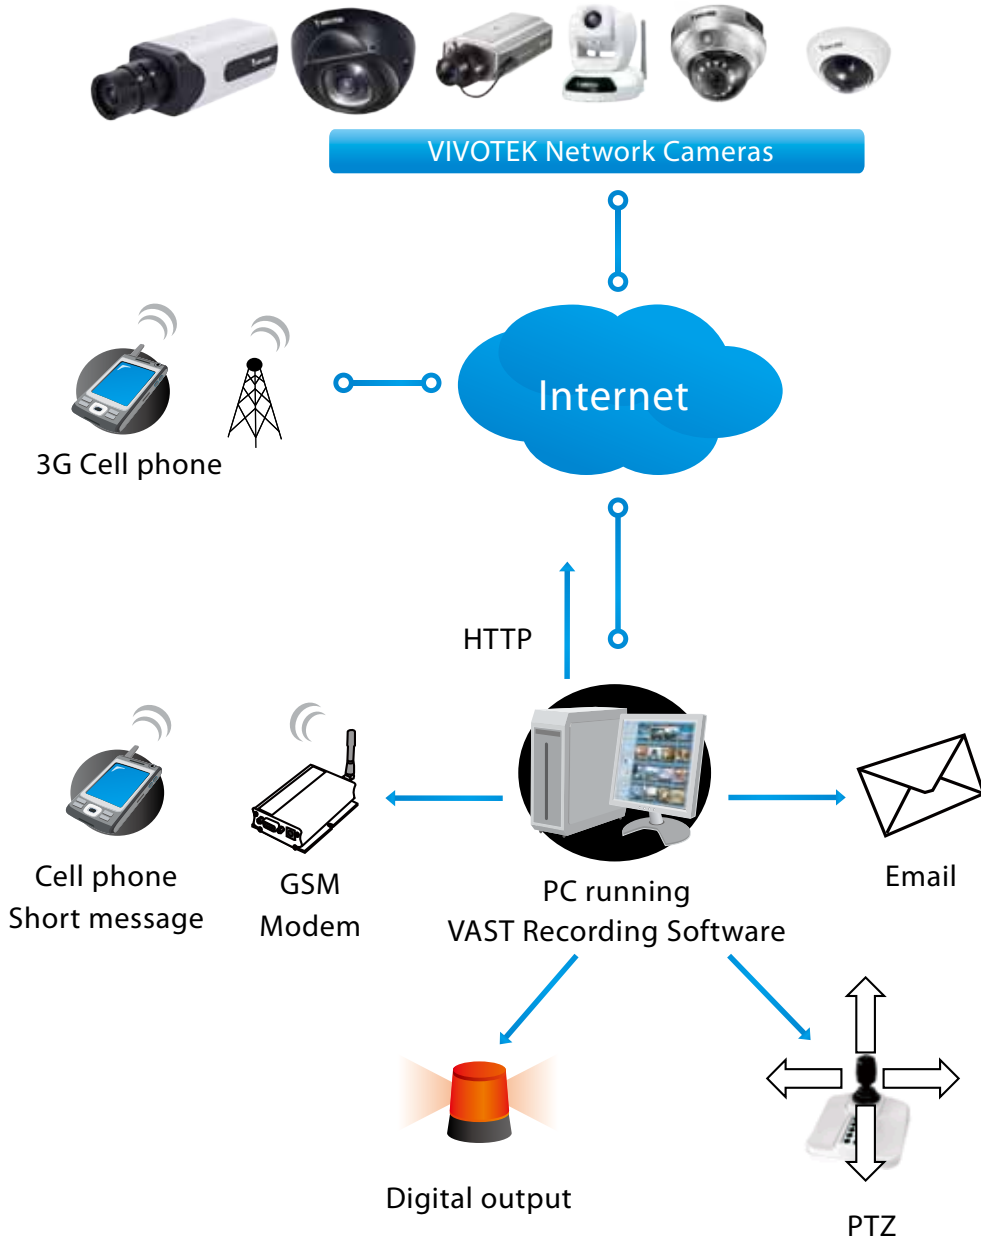 VIVOTEK Network Cameras
Internet
3G Cell phone
HTTP
Cell phone
Short message
GSM
Modem
PC running
VAST Recording Software
Email
Digital output
PTZ